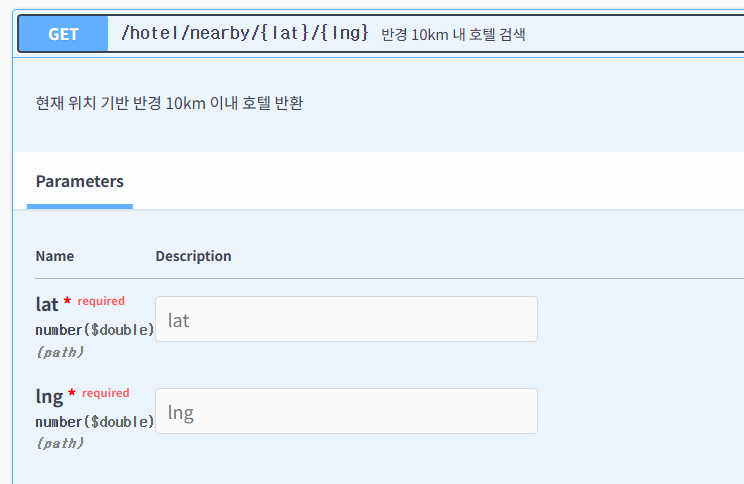 GET /hotel/nearby/{lat}/{lng} 반경 10km 내 호텔 검색
현재 위치 기반 반경 10km 이내 호텔 반환
Parameters
Name Description
lat * required
number($double)
(path)
lat
lng * required
number($double)
(path)
lng